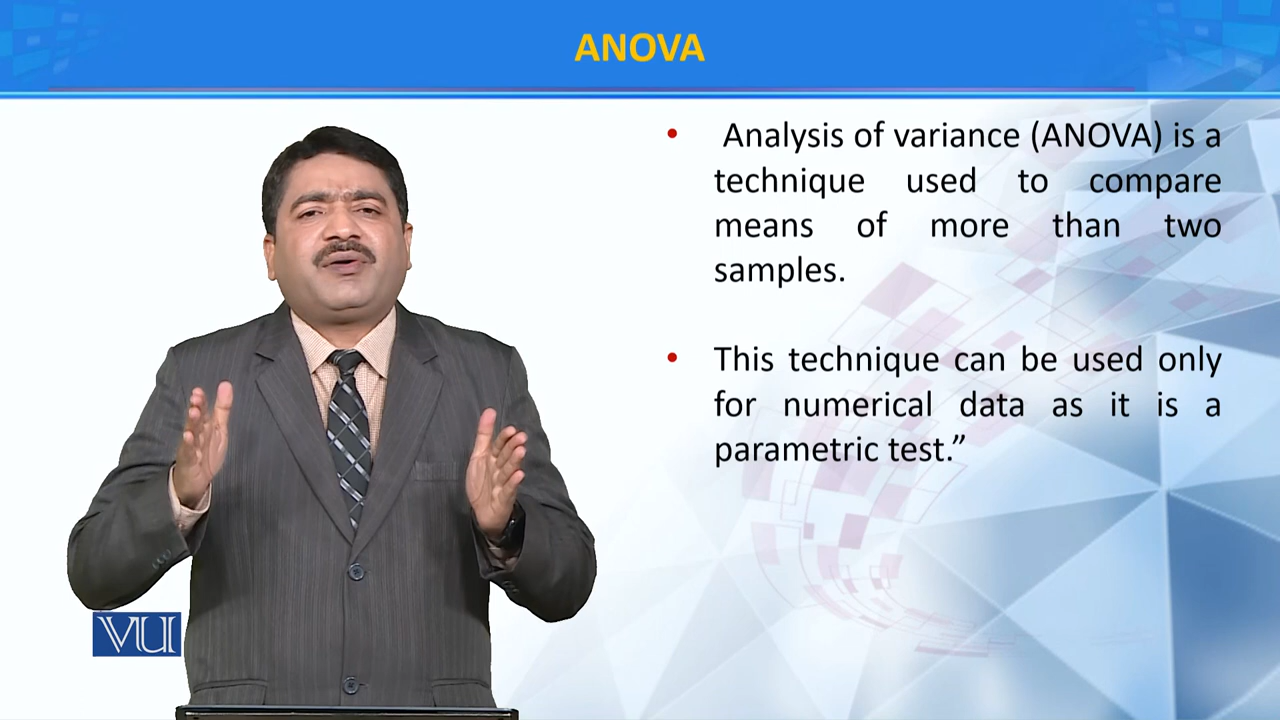 ANOVA
• Analysis of variance (ANOVA) is a
technique used to compare
means of more than two
samples.
• This technique can be used only
for numerical data as it is a
parametric test.”
VU